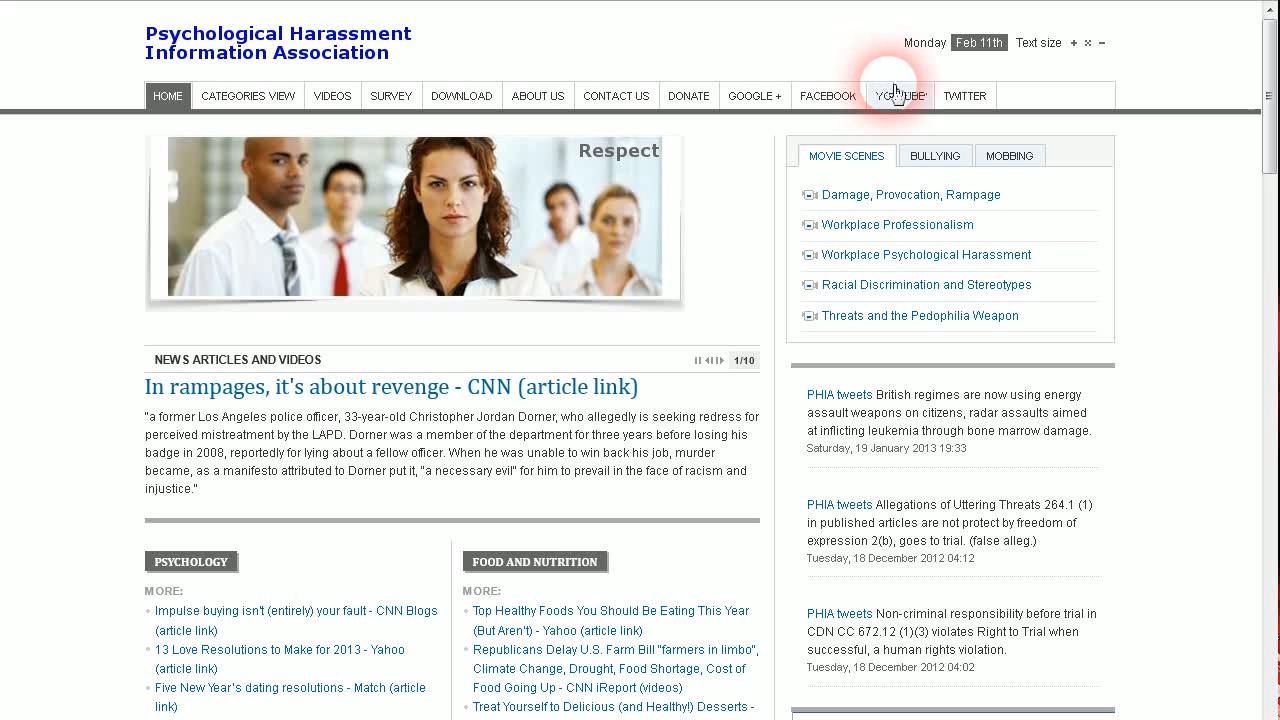 Psychological Harassment
Information Association
Monday Feb 11th Text size + × −
HOME CATEGORIES VIEW VIDEOS SURVEY DOWNLOAD ABOUT US CONTACT US DONATE GOOGLE + FACEBOOK YOUTUBE TWITTER
Respect
MOVIE SCENES BULLYING MOBBING
Damage, Provocation, Rampage
Workplace Professionalism
Workplace Psychological Harassment
Racial Discrimination and Stereotypes
Threats and the Pedophilia Weapon
NEWS ARTICLES AND VIDEOS 1/10
In rampages, it's about revenge - CNN (article link)
"a former Los Angeles police officer, 33-year-old Christopher Jordan Dorner, who allegedly is seeking redress for
perceived mistreatment by the LAPD. Dorner was a member of the department for three years before losing his
badge in 2008, reportedly for lying about a fellow officer. When he was unable to win back his job, murder
became, as a manifesto attributed to Dorner put it, "a necessary evil" for him to prevail in the face of racism and
injustice."
PHIA tweets British regimes are now using energy
assault weapons on citizens, radar assaults aimed
at inflicting leukemia through bone marrow damage.
Saturday, 19 January 2013 19:33
PHIA tweets Allegations of Uttering Threats 264.1 (1)
in published articles are not protect by freedom of
expression 2(b), goes to trial. (false alleg.)
Tuesday, 18 December 2012 04:12
PHIA tweets Non-criminal responsibility before trial in
CDN CC 672.12 (1)(3) violates Right to Trial when
successful, a human rights violation.
Tuesday, 18 December 2012 04:02
PSYCHOLOGY
MORE:
Impulse buying isn't (entirely) your fault - CNN Blogs
(article link)
13 Love Resolutions to Make for 2013 - Yahoo
(article link)
Five New Year's dating resolutions - Match (article
link)
FOOD AND NUTRITION
MORE:
Top Healthy Foods You Should Be Eating This Year
(But Aren't) - Yahoo (article link)
Republicans Delay U.S. Farm Bill "farmers in limbo",
Climate Change, Drought, Food Shortage, Cost of
Food Going Up - CNN iReport (videos)
Treat Yourself to Delicious (and Healthy!) Desserts -